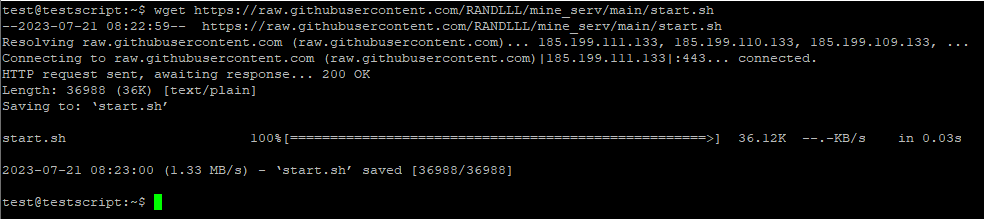 test@testscript:~$ wget https://raw.githubusercontent.com/RANDLLL/mine_serv/main/start.sh
--2023-07-21 08:22:59--  https://raw.githubusercontent.com/RANDLLL/mine_serv/main/start.sh
Resolving raw.githubusercontent.com (raw.githubusercontent.com)... 185.199.111.133, 185.199.110.133, 185.199.109.133, ...
Connecting to raw.githubusercontent.com (raw.githubusercontent.com)|185.199.111.133|:443... connected.
HTTP request sent, awaiting response... 200 OK
Length: 36988 (36K) [text/plain]
Saving to: ‘start.sh’
start.sh                       100%[====================================================>]  36.12K  --.-KB/s    in 0.03s
2023-07-21 08:23:00 (1.33 MB/s) - ‘start.sh’ saved [36988/36988]
test@testscript:~$